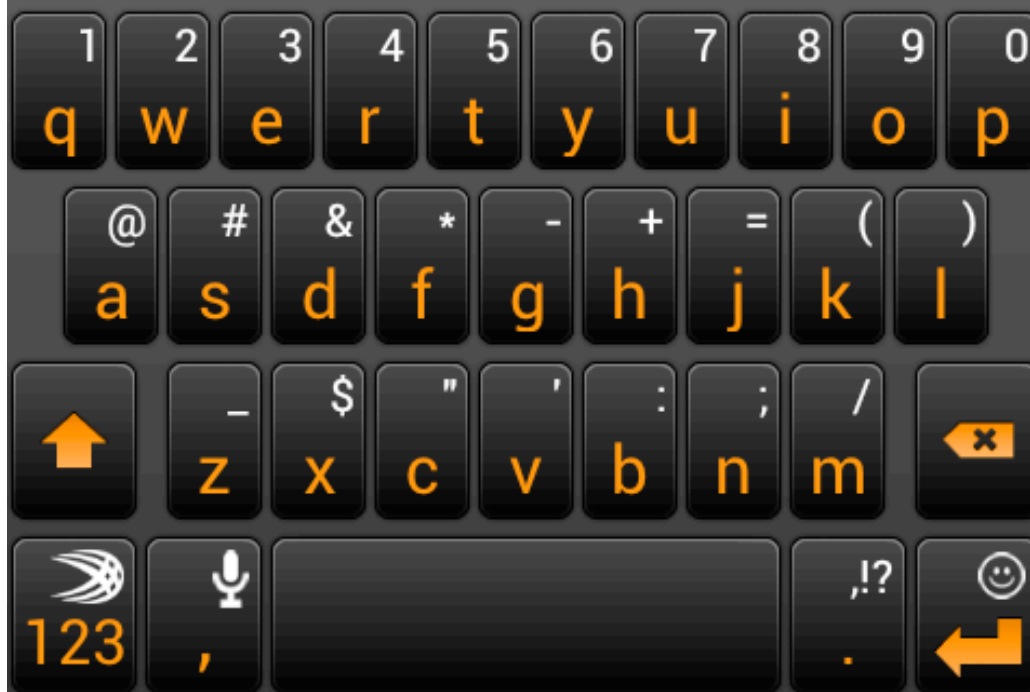 1 2 3 4 5 6 7 8 9 0
q w e r t y u i o p
@ # & * - + = ( )
a s d f g h j k l
_ $ " ' : ; /
z x c v b n m
,!?
123 , .